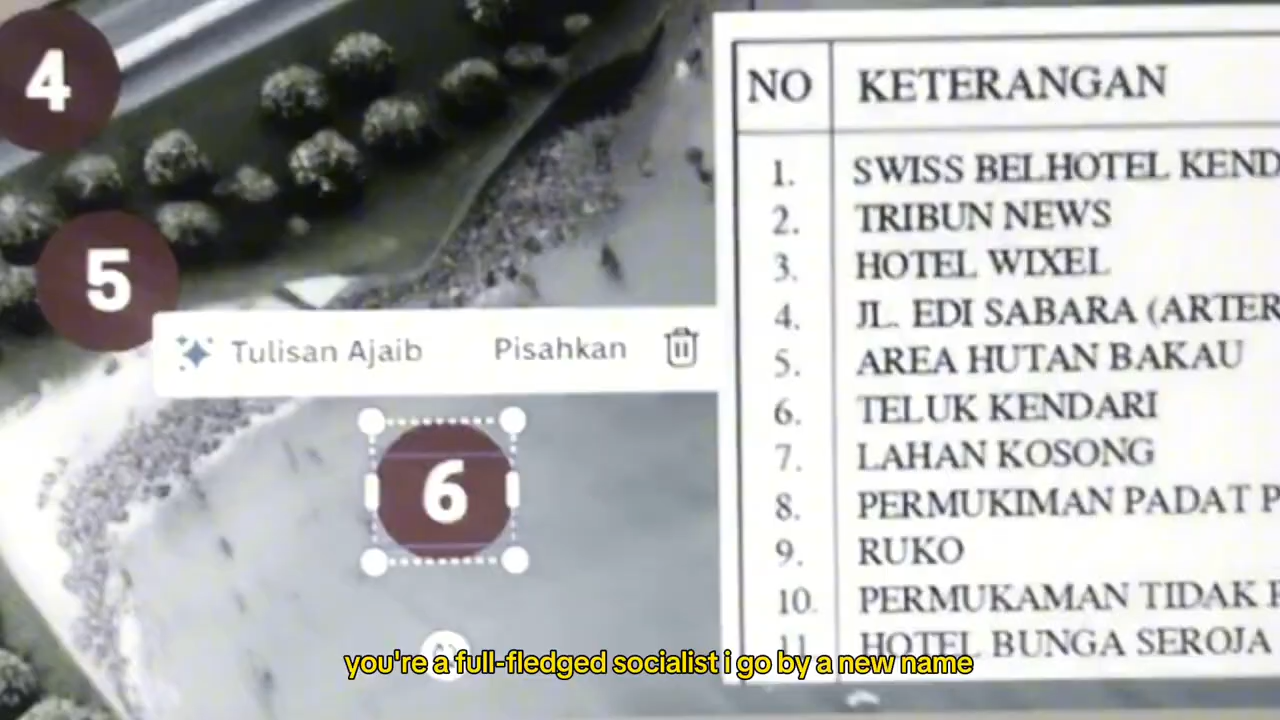 4
5
Tulisan Ajaib Pisahkan
6
NO KETERANGAN
1. SWISS BELHOTEL KEND
2. TRIBUN NEWS
3. HOTEL WIXEL
4. JL. EDI SABARA (ARTER
5. AREA HUTAN BAKAU
6. TELUK KENDARI
7. LAHAN KOSONG
8. PERMUKIMAN PADAT P
9. RUKO
10. PERMUKAMAN TIDAK
11. HOTEL BUNGA SEROJA
you're a full-fledged socialist i go by a new name